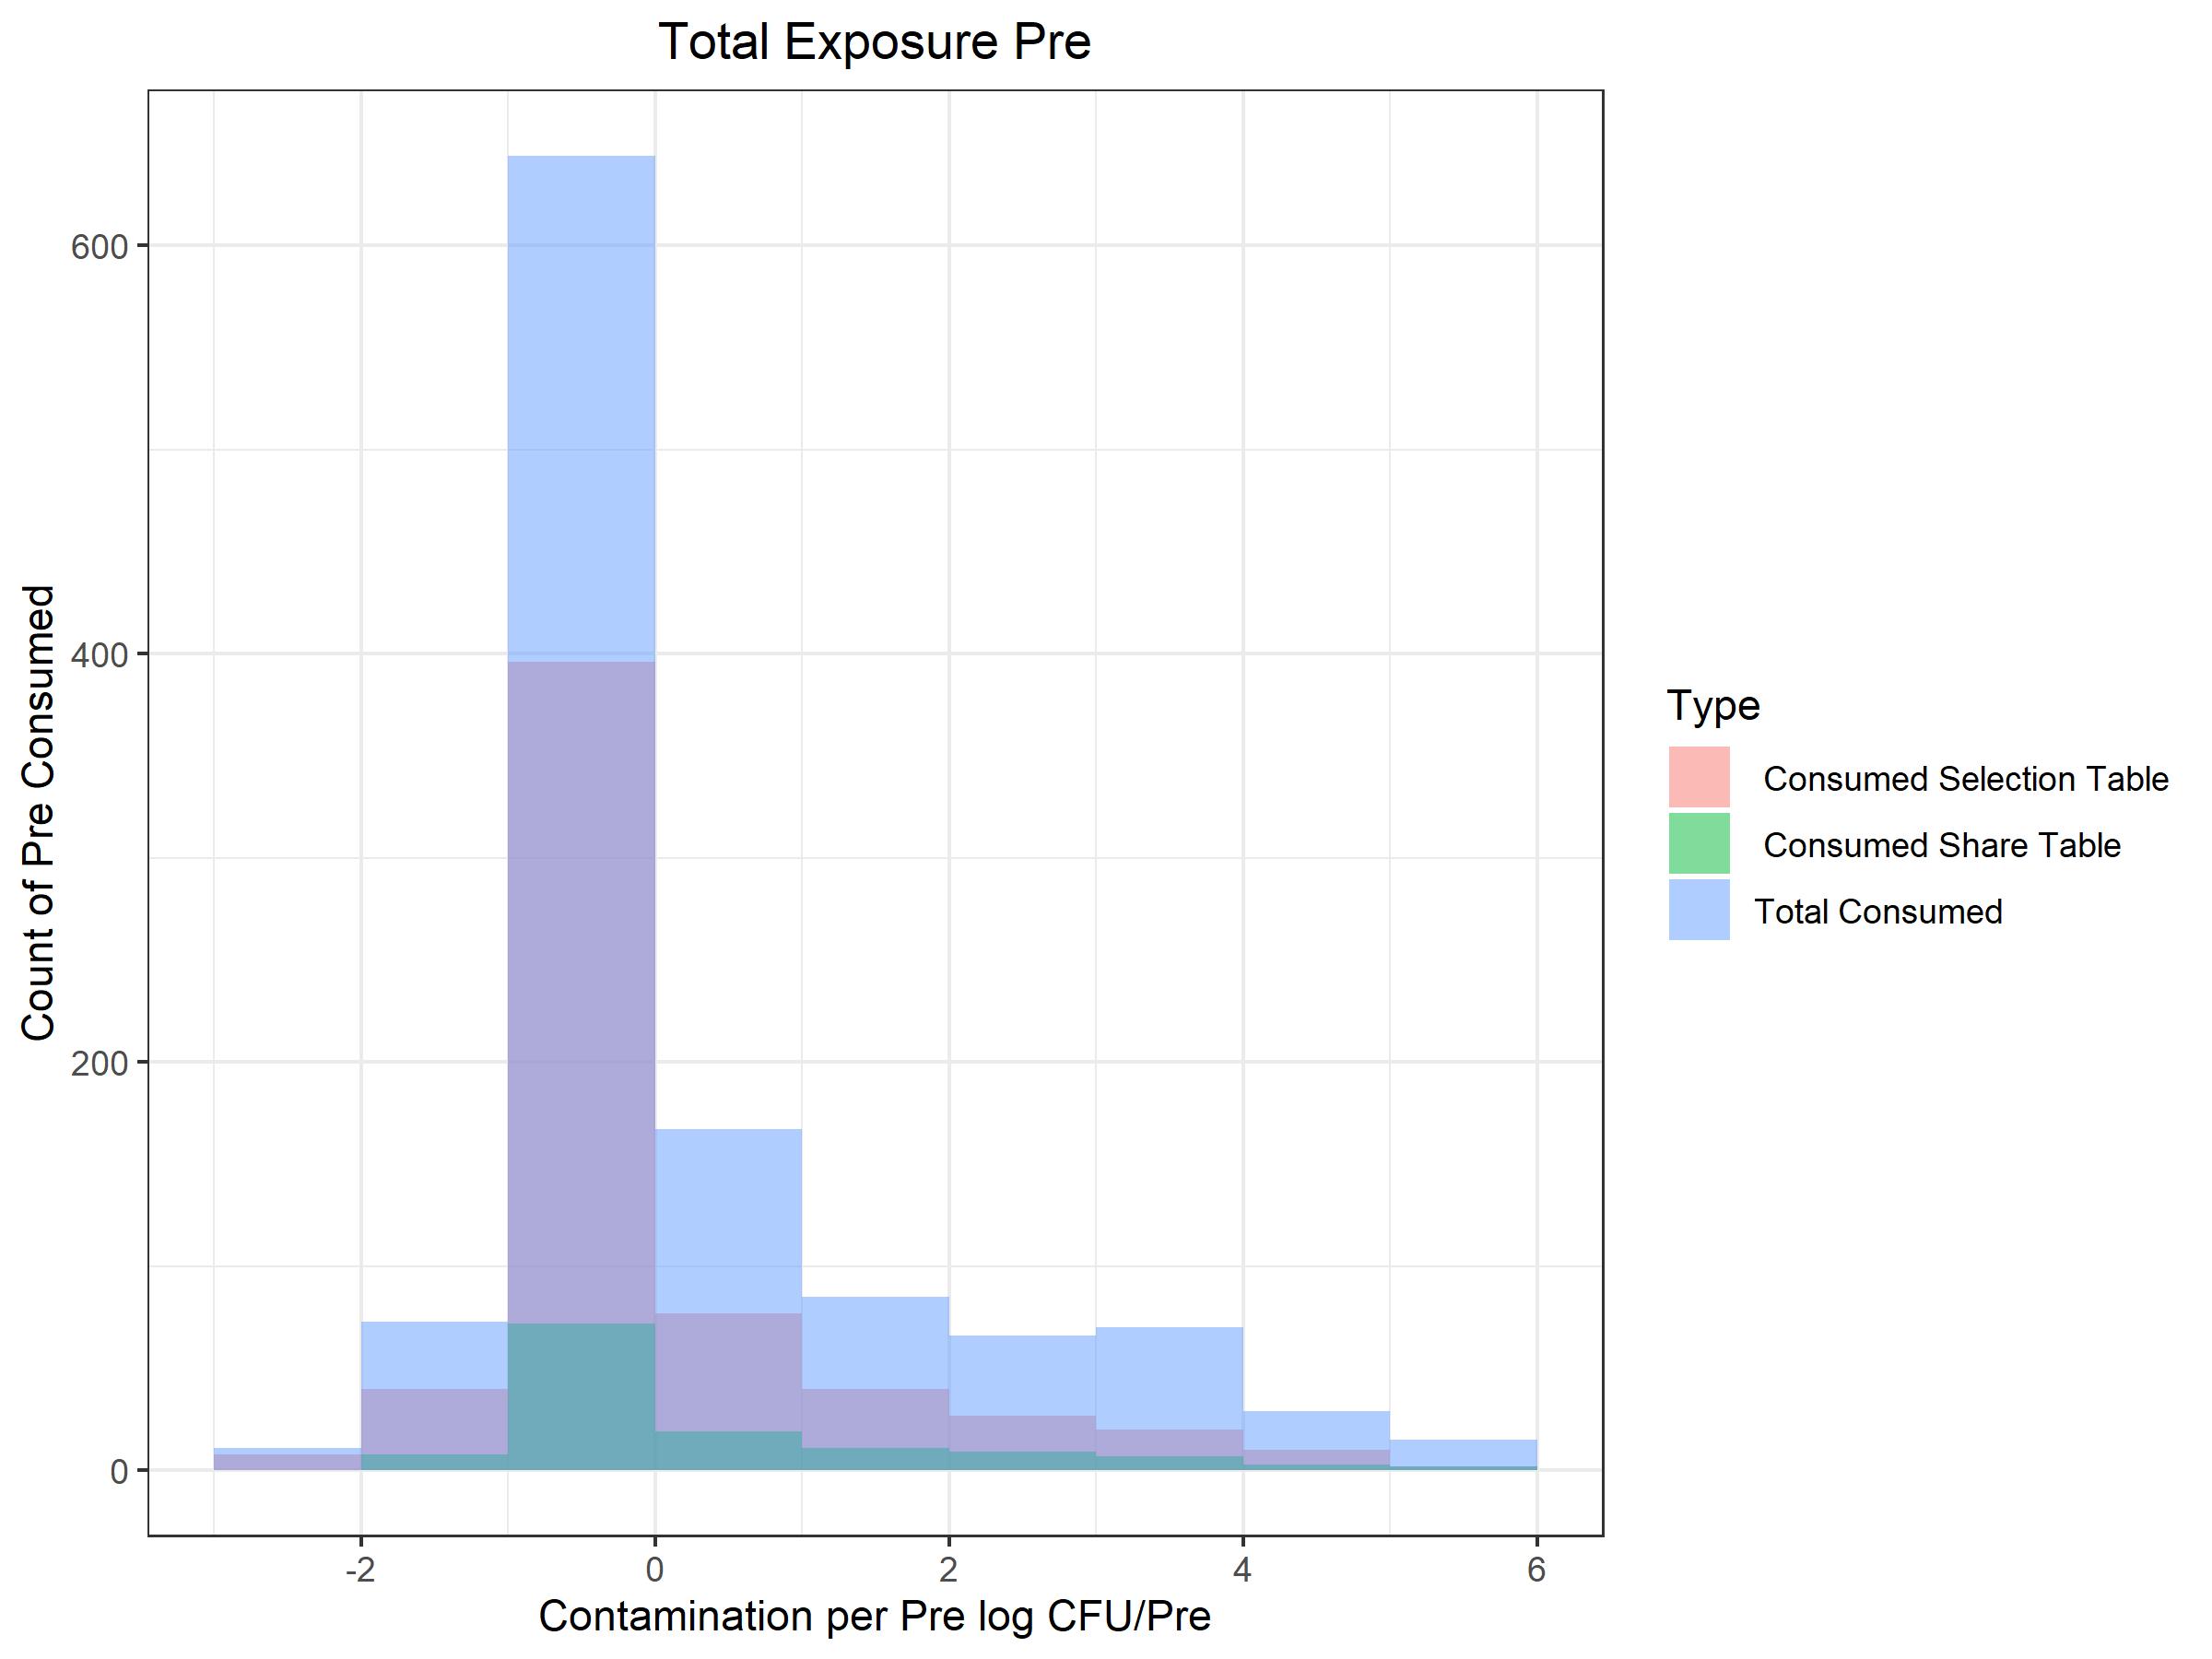 Total Exposure Pre
Count of Pre Consumed
600
400
200
0
-2
0
2
4
6
Contamination per Pre log CFU/Pre
Type
Consumed Selection Table
Consumed Share Table
Total Consumed